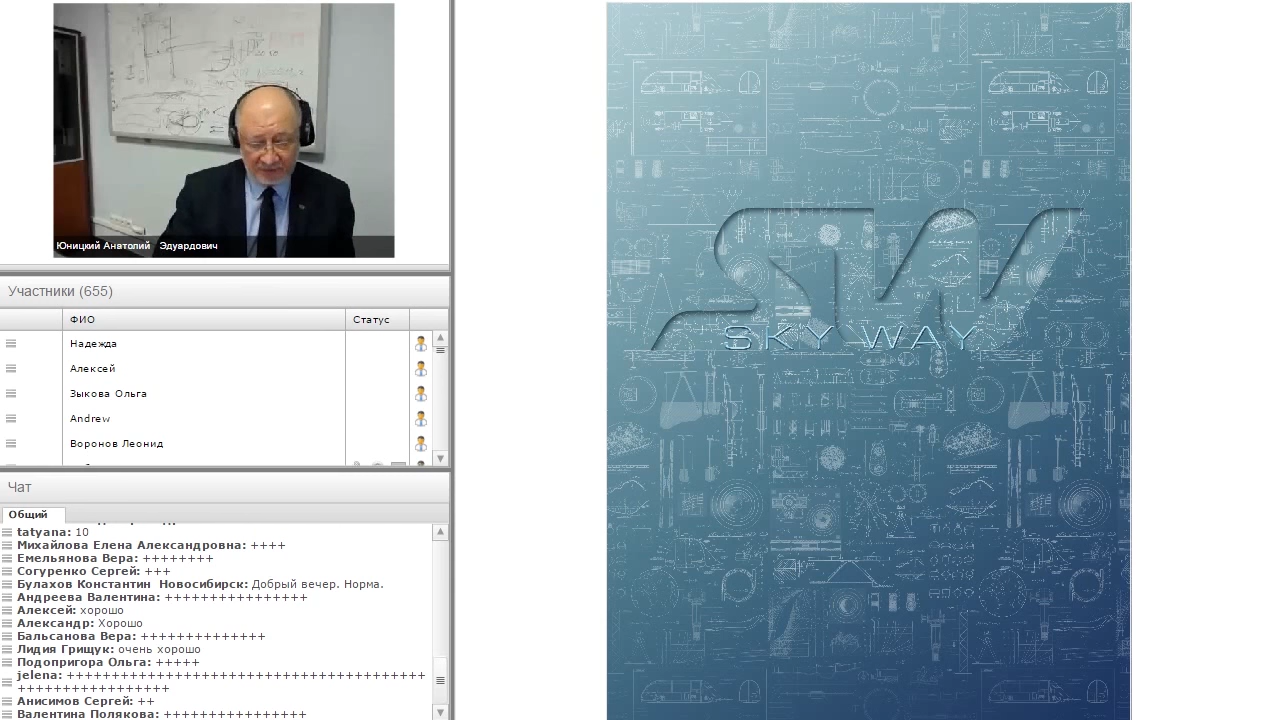 Юницкий Анатолий Эдуардович
Участники (655)
ФИО Статус
Надежда
Алексей
Зыкова Ольга
Andrew
Воронов Леонид
Чат
Общий
tatyana: 10
Михайлова Елена Александровна: ++++
Емельянова Вера: ++++++++
Согуренко Сергей: +++
Булахов Константин Новосибирск: Добрый вечер. Норма.
Андреева Валентина: ++++++++++++++++
Алексей: хорошо
Александр: Хорошо
Бальсанова Вера: ++++++++++++++
Лидия Грищук: очень хорошо
Подопригора Ольга: +++++
jelena: +++++++++++++++++++++++++++++++++++++++++
+++++++++++++++++
Анисимов Сергей: ++
Валентина Полякова: ++++++++++++++++
SW
SKY WAY